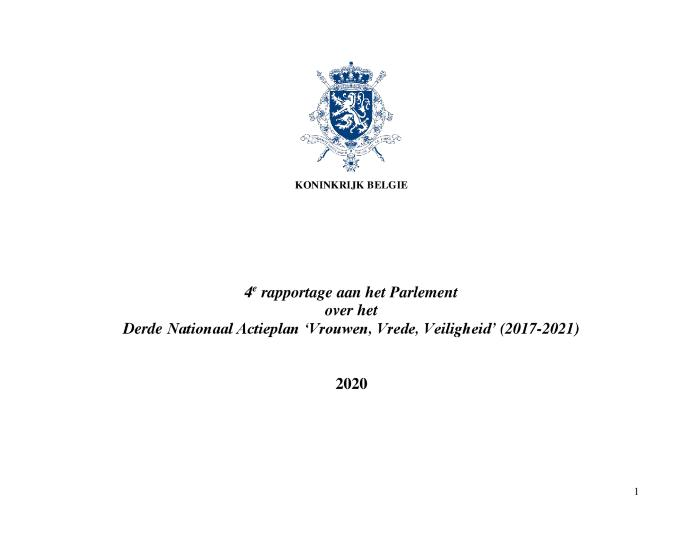 KONINKRIJK BELGIE
4e rapportage aan het Parlement
over het
Derde Nationaal Actieplan ‘Vrouwen, Vrede, Veiligheid’ (2017-2021)
2020
1